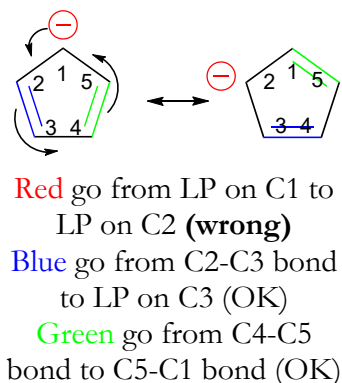 1
2
5
3
4
2
1
5
3
4
Red go from LP on C1 to
LP on C2 (wrong)
Blue go from C2-C3 bond
to LP on C3 (OK)
Green go from C4-C5
bond to C5-C1 bond (OK)